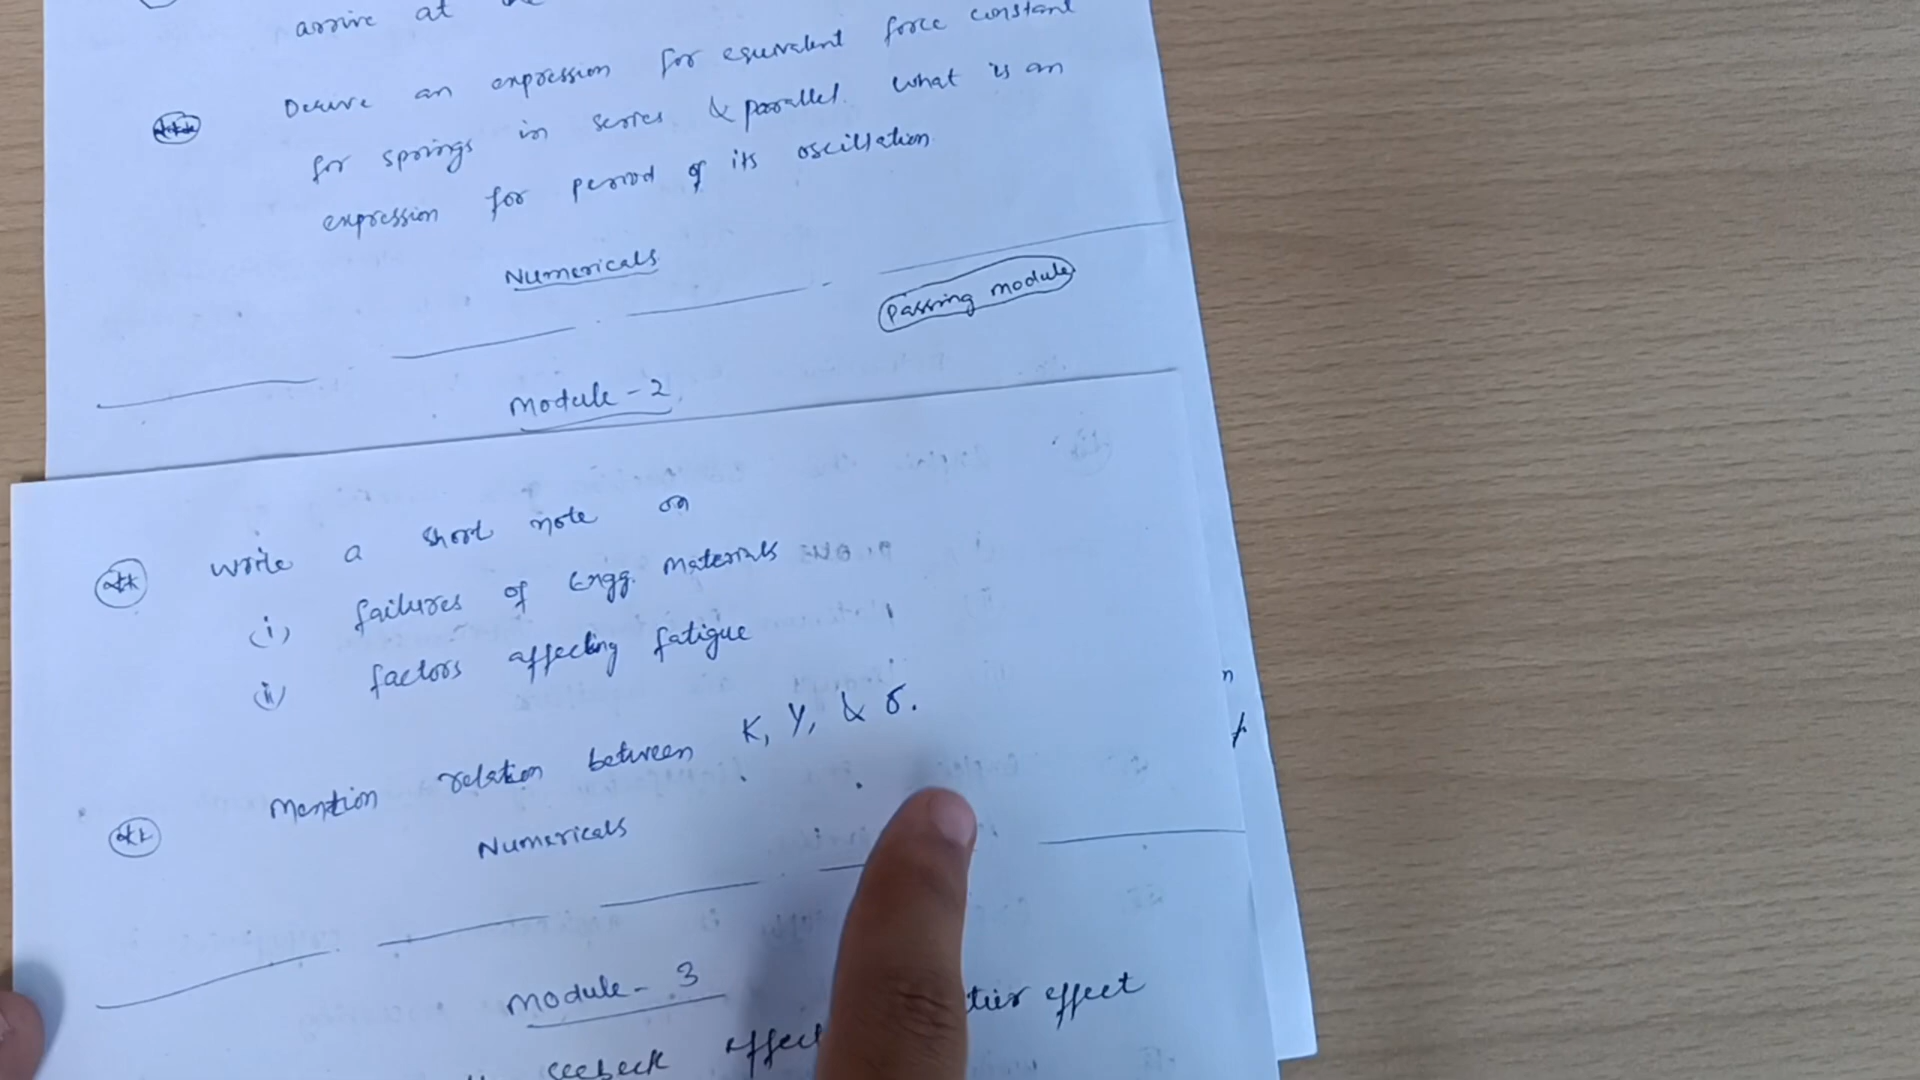 arrive at the
Derive an expression for equivalent force constant
for springs in series & parallel. What is an
expression for period of its oscillation.
Numericals
Passing module
Module - 2
Write a short note on
(i) failures of Engg. Materials
(ii) factors affecting fatigue
n
Mention relation between K, Y, & σ.
Numericals
Module - 3
seebeck effect tier effect